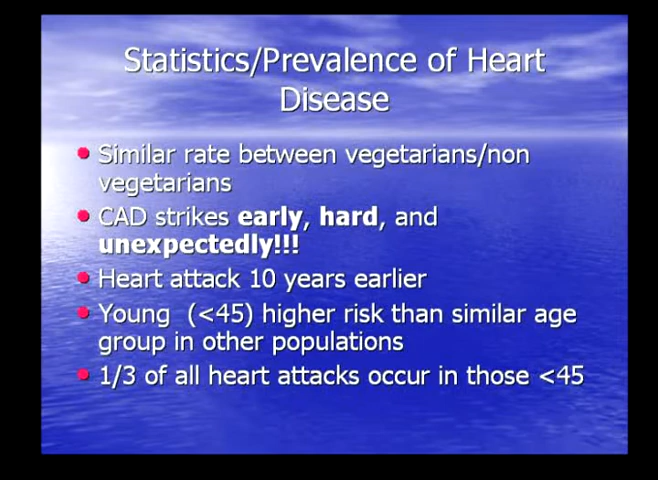 Statistics/Prevalence of Heart
Disease
Similar rate between vegetarians/non
vegetarians
CAD strikes early, hard, and
unexpectedly!!!
Heart attack 10 years earlier
Young (<45) higher risk than similar age
group in other populations
1/3 of all heart attacks occur in those <45